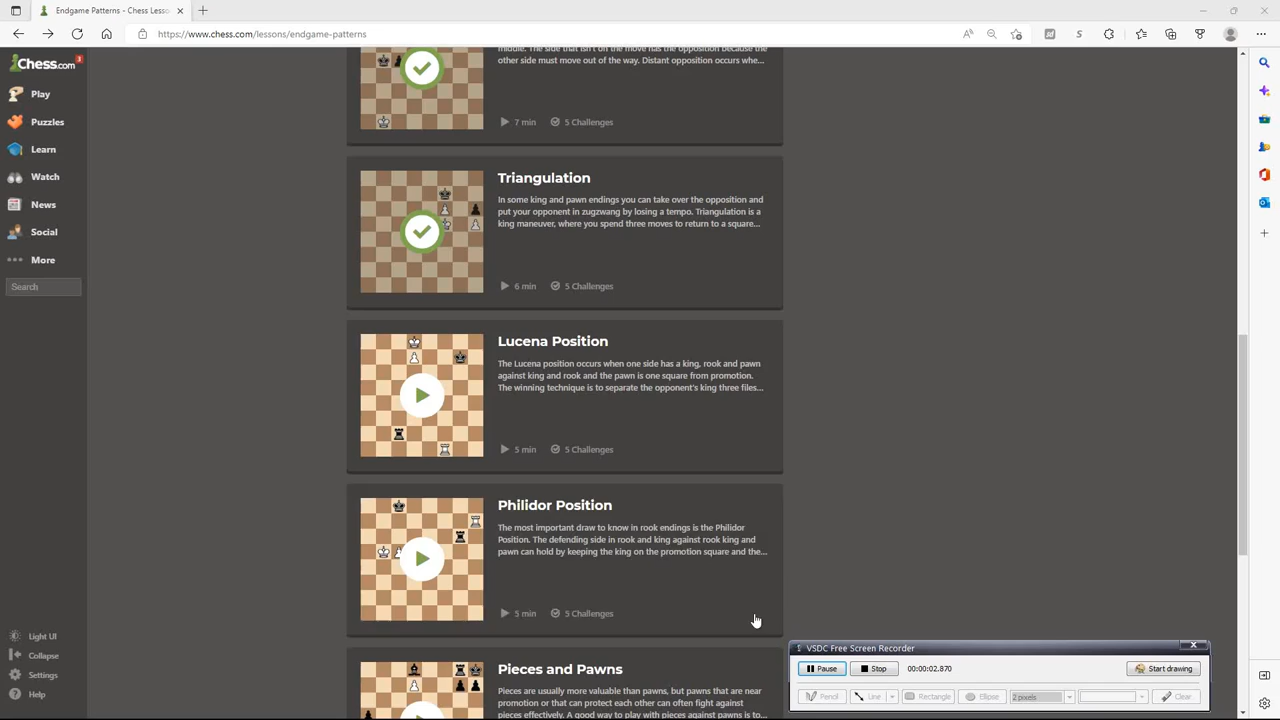 Endgame Patterns - Chess Lesso
https://www.chess.com/lessons/endgame-patterns
Chess.com
3
Play
Puzzles
Learn
Watch
News
Social
More
Search
middle. The side that isn't on the move has the opposition because the
other side must move out of the way. Distant opposition occurs whe...
7 min
5 Challenges
Triangulation
In some king and pawn endings you can take over the opposition and
put your opponent in zugzwang by losing a tempo. Triangulation is a
king maneuver, where you spend three moves to return to a square...
6 min
5 Challenges
Lucena Position
The Lucena position occurs when one side has a king, rook and pawn
against king and rook and the pawn is one square from promotion.
The winning technique is to separate the opponent's king three files...
5 min
5 Challenges
Philidor Position
The most important draw to know in rook endings is the Philidor
Position. The defending side in rook and king against rook king and
pawn can hold by keeping the king on the promotion square and the...
5 min
5 Challenges
Pieces and Pawns
Pieces are usually more valuable than pawns, but pawns that are near
promotion or that can protect each other can often fight against
pieces effectively. A good way to play with pieces against pawns is to...
Light UI
Collapse
Settings
Help
VSDC Free Screen Recorder
Pause
Stop
00:00:02.870
Start drawing
Pencil
Line
Rectangle
Ellipse
2 pixels
Clear